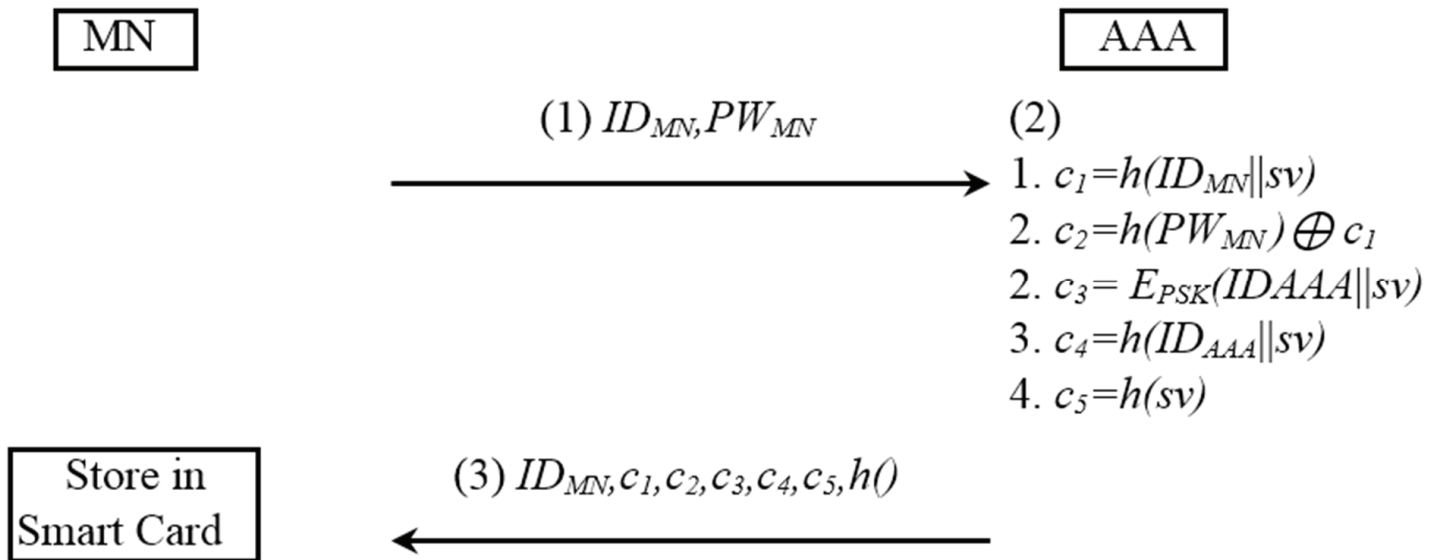 MN
AAA
(1) ID_MN,PW_MN
(2)
1. c_1=h(ID_MN||sv)
2. c_2=h(PW_MN)⊕c_1
2. c_3= E_PSK(IDAAA||sv)
3. c_4=h(ID_AAA||sv)
4. c_5=h(sv)
(3) ID_MN,c_1,c_2,c_3,c_4,c_5,h()
Store in
Smart Card